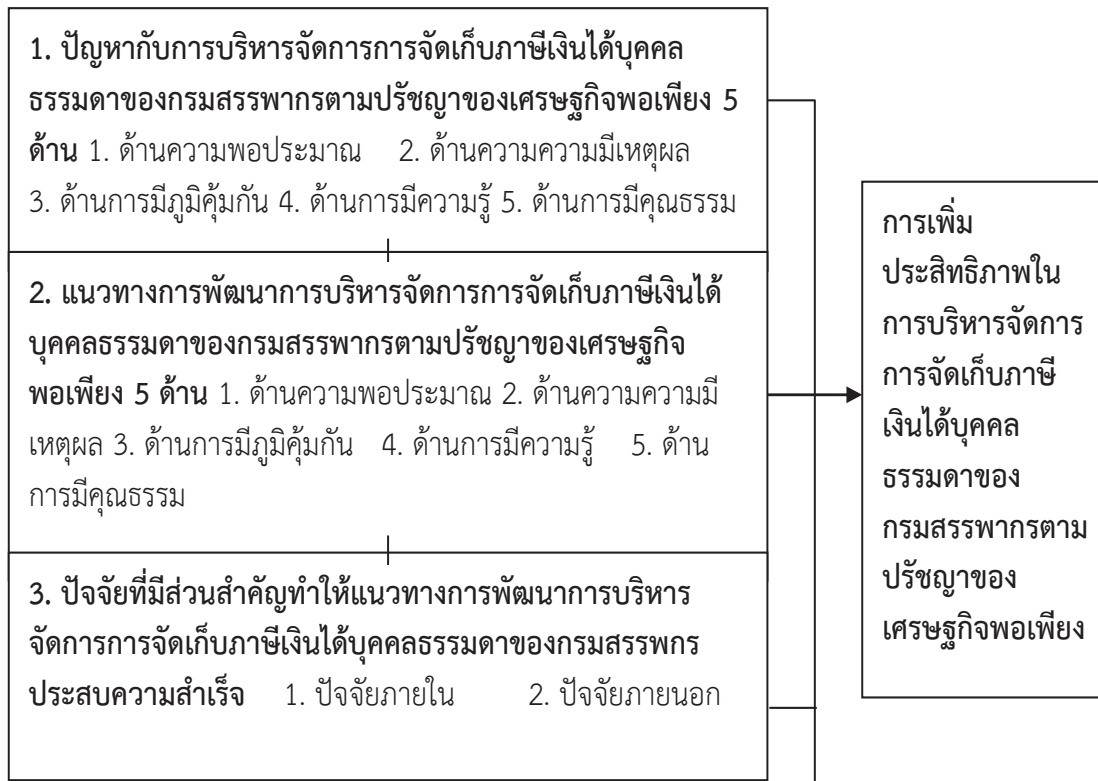 1. ปัญหากับการบริหารจัดการการจัดเก็บภาษีเงินได้บุคคล
ธรรมดาของกรมสรรพากรตามปรัชญาของเศรษฐกิจพอเพียง 5
ด้าน 1. ด้านความพอประมาณ 2. ด้านความความมีเหตุผล
3. ด้านการมีภูมิคุ้มกัน 4. ด้านการมีความรู้ 5. ด้านการมีคุณธรรม
2. แนวทางการพัฒนาการบริหารจัดการการจัดเก็บภาษีเงินได้
บุคคลธรรมดาของกรมสรรพากรตามปรัชญาของเศรษฐกิจ
พอเพียง 5 ด้าน 1. ด้านความพอประมาณ 2. ด้านความความมี
เหตุผล 3. ด้านการมีภูมิคุ้มกัน 4. ด้านการมีความรู้ 5. ด้าน
การมีคุณธรรม
3. ปัจจัยที่มีส่วนสำคัญทำให้แนวทางการพัฒนาการบริหาร
จัดการการจัดเก็บภาษีเงินได้บุคคลธรรมดาของกรมสรรพกร
ประสบความสำเร็จ 1. ปัจจัยภายใน 2. ปัจจัยภายนอก
การเพิ่ม
ประสิทธิภาพใน
การบริหารจัดการ
การจัดเก็บภาษี
เงินได้บุคคล
ธรรมดาของ
กรมสรรพากรตาม
ปรัชญาของ
เศรษฐกิจพอเพียง